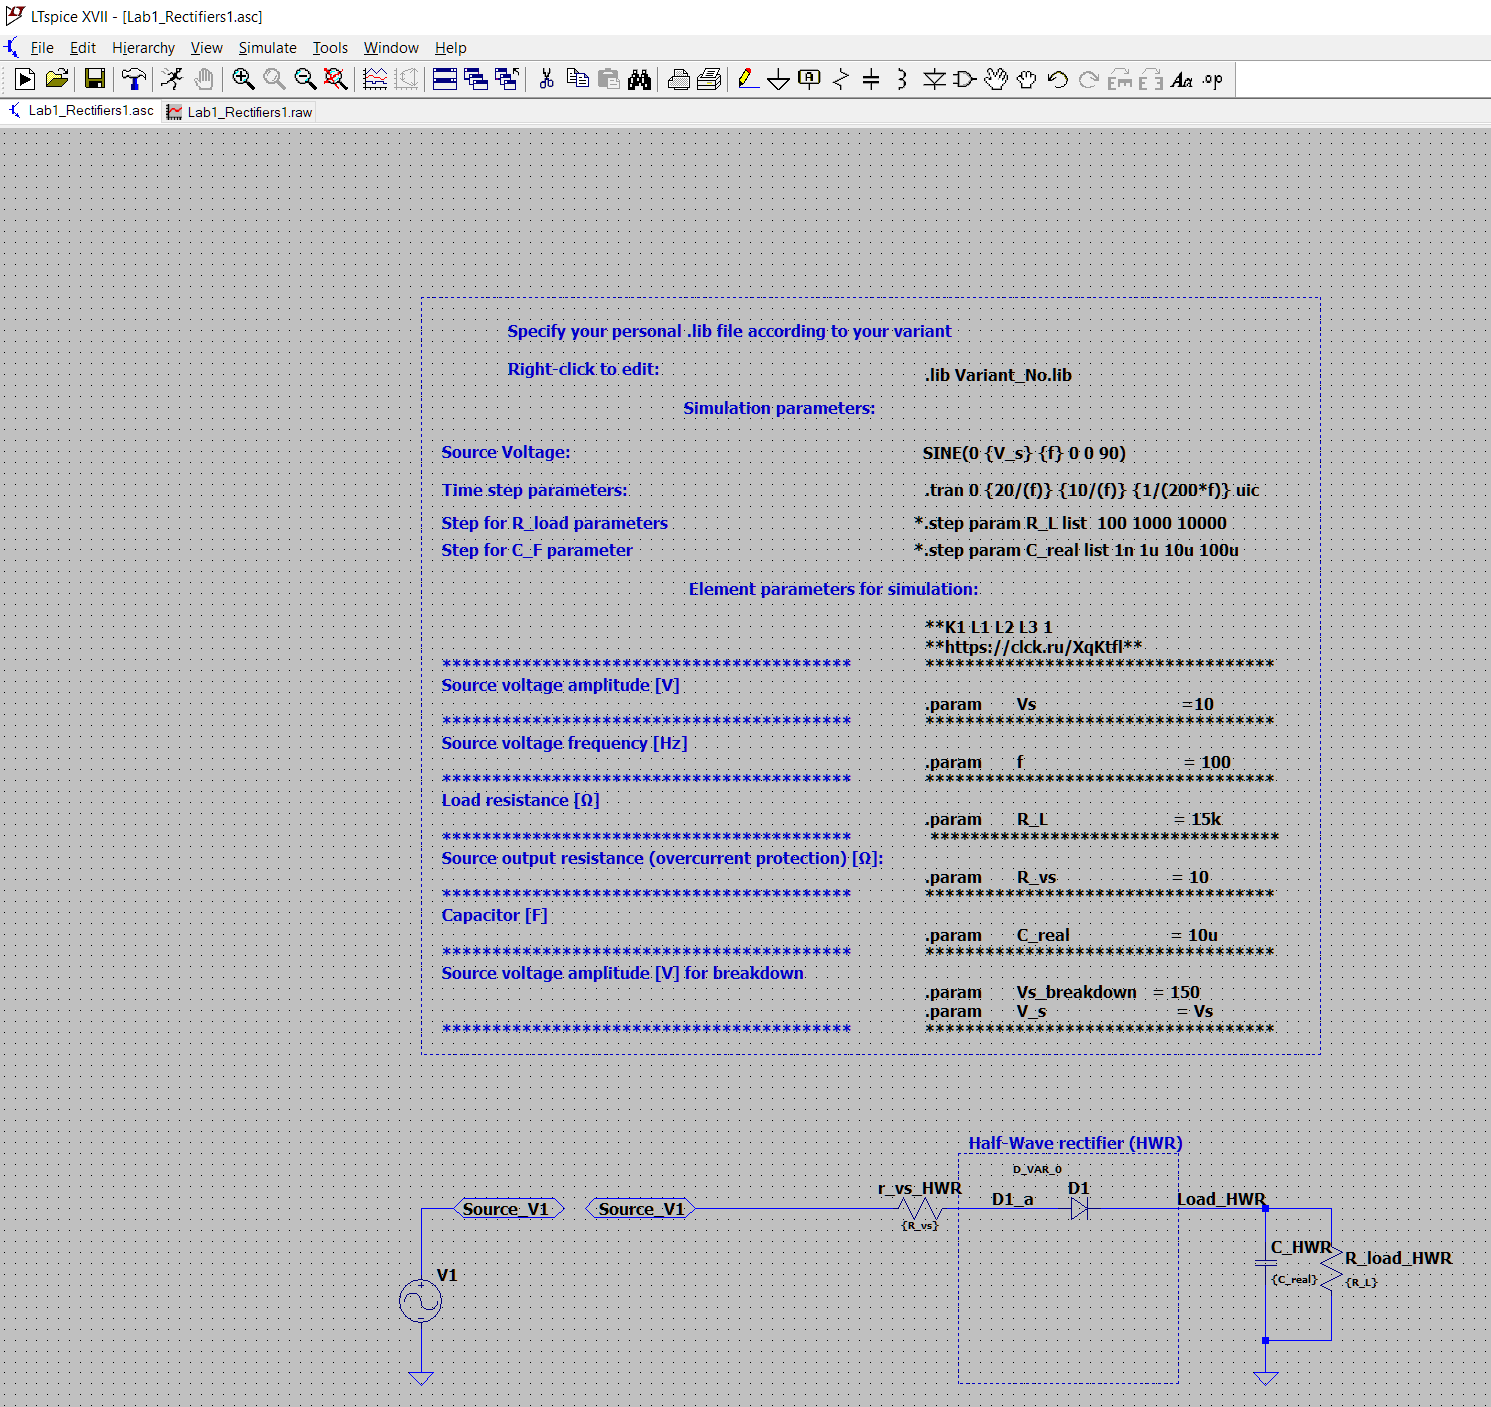 LTspice XVII - [Lab1_Rectifiers1.asc]
File Edit Hierarchy View Simulate Tools Window Help
Lab1_Rectifiers1.asc Lab1_Rectifiers1.raw
Specify your personal .lib file according to your variant
Right-click to edit: .lib Variant_No.lib
Simulation parameters:
Source Voltage: SINE(0 {V_s} {f} 0 0 90)
Time step parameters: .tran 0 {20/(f)} {10/(f)} {1/(200*f)} uic
Step for R_load parameters *.step param R_L list 100 1000 10000
Step for C_F parameter *.step param C_real list 1n 1u 10u 100u
Element parameters for simulation:
**K1 L1 L2 L3 1
**https://clck.ru/XqKtfl**
***************************************** ***********************************
Source voltage amplitude [V]
.param Vs =10
***************************************** ***********************************
Source voltage frequency [Hz]
.param f = 100
***************************************** ***********************************
Load resistance [Ω]
.param R_L = 15k
***************************************** ***********************************
Source output resistance (overcurrent protection) [Ω]:
.param R_vs = 10
***************************************** ***********************************
Capacitor [F]
.param C_real = 10u
***************************************** ***********************************
Source voltage amplitude [V] for breakdown
.param Vs_breakdown = 150
.param V_s = Vs
***************************************** ***********************************
Half-Wave rectifier (HWR)
D_VAR_0
r_vs_HWR D1_a D1 Load_HWR
Source_V1 Source_V1
{R_vs}
C_HWR R_load_HWR
{C_real} {R_L}
V1